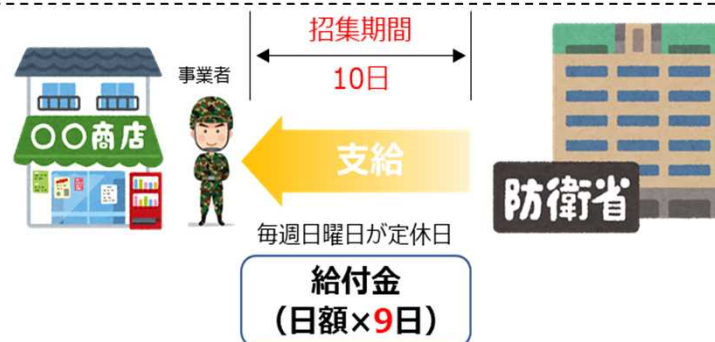 招集期間
10日
事業者
〇〇商店
支給
防衛省
毎週日曜日が定休日
給付金
（日額×9日）